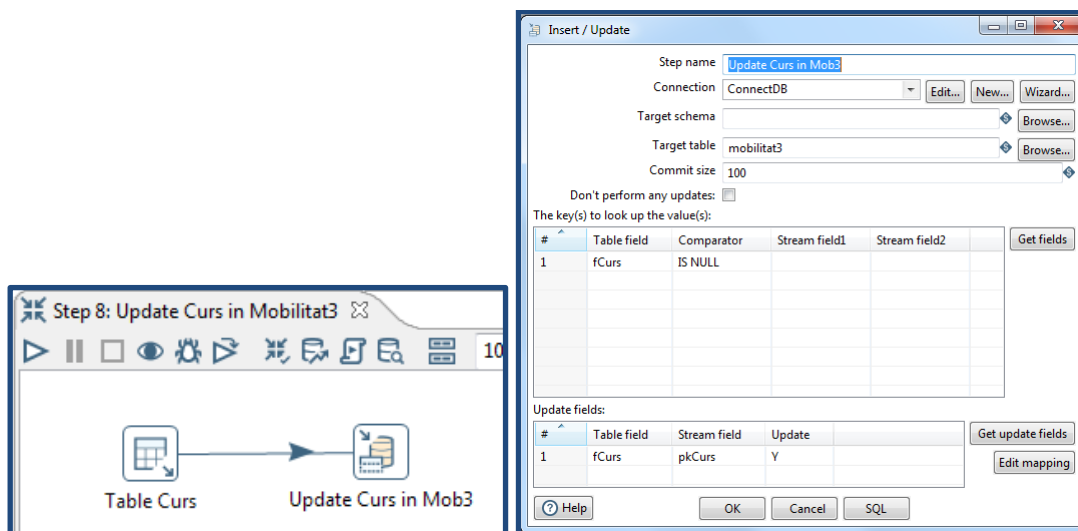 Step 8: Update Curs in Mobilitat3
10
Table Curs
Update Curs in Mob3
Insert / Update
Step name Update Curs in Mob3
Connection ConnectDB Edit... New... Wizard...
Target schema Browse...
Target table mobilitat3 Browse...
Commit size 100
Don't perform any updates:
The key(s) to look up the value(s):
# Table field Comparator Stream field1 Stream field2 Get fields
1 fCurs IS NULL
Update fields:
# Table field Stream field Update Get update fields
1 fCurs pkCurs Y Edit mapping
Help OK Cancel SQL